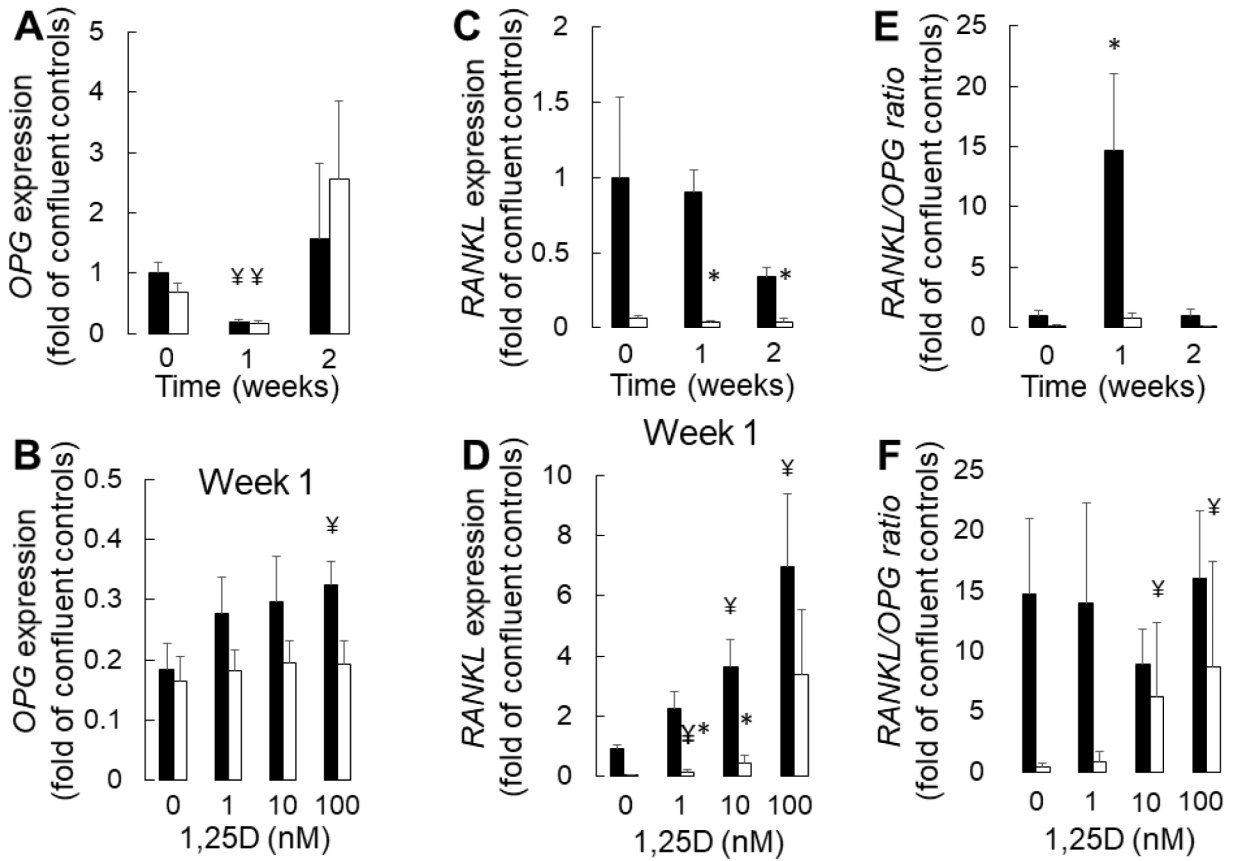 A
OPG expression
(fold of confluent controls)
5
4
3
2
1
0
¥ ¥
0 1 2
Time (weeks)
C
RANKL expression
(fold of confluent controls)
2
1.5
1
0.5
0
* *
0 1 2
Time (weeks)
E
RANKL/OPG ratio
(fold of confluent controls)
25
20
15
10
5
0
*
0 1 2
Time (weeks)
B
Week 1
OPG expression
(fold of confluent controls)
0.5
0.4
0.3
0.2
0.1
0
¥
0 1 10 100
1,25D (nM)
Week 1
D
RANKL expression
(fold of confluent controls)
10
8
6
4
2
0
¥
¥
¥* *
0 1 10 100
1,25D (nM)
F
RANKL/OPG ratio
(fold of confluent controls)
25
20
15
10
5
0
¥
¥
0 1 10 100
1,25D (nM)